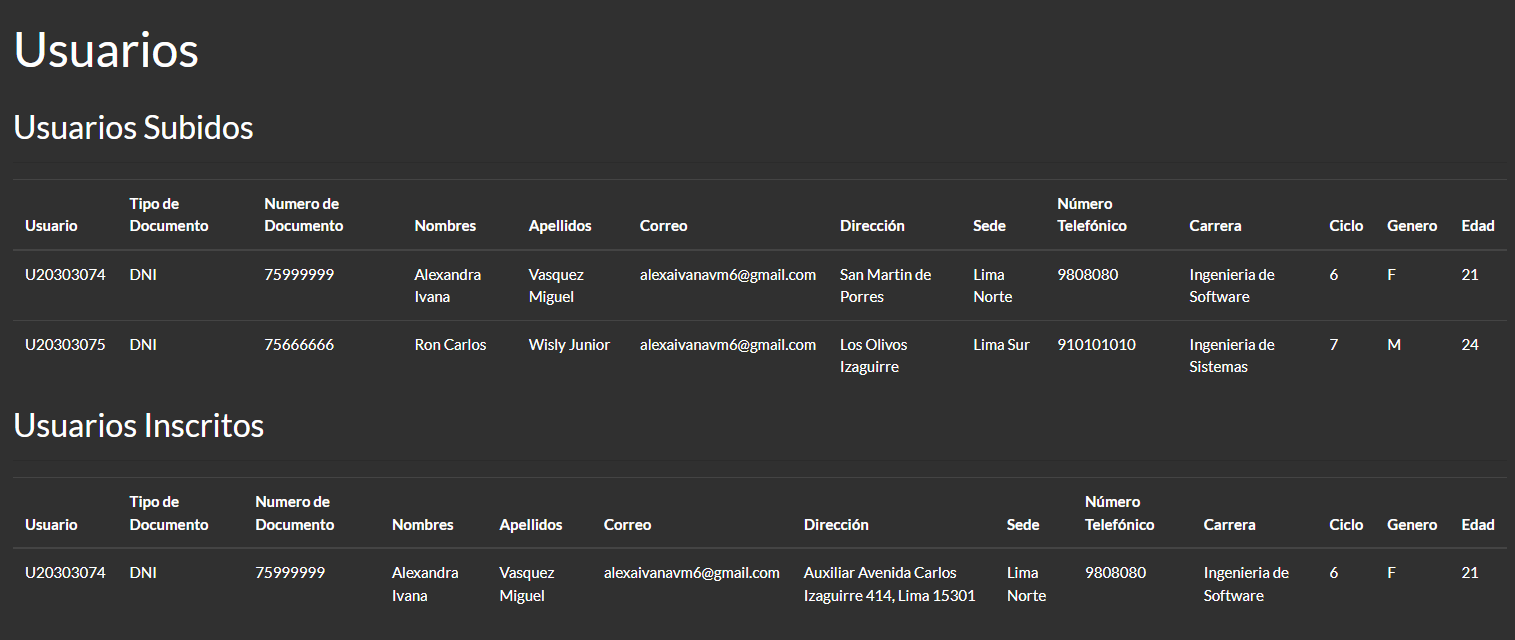 Usuarios
Usuarios Subidos
Tipo de Numero de Número
Usuario Documento Documento Nombres Apellidos Correo Dirección Sede Telefónico Carrera Ciclo Genero Edad
U20303074 DNI 75999999 Alexandra Vasquez alexaivanavm6@gmail.com San Martin de Lima 9808080 Ingenieria de 6 F 21
Ivana Miguel Porres Norte Software
U20303075 DNI 75666666 Ron Carlos Wisly Junior alexaivanavm6@gmail.com Los Olivos Lima Sur 910101010 Ingenieria de 7 M 24
Izaguirre Sistemas
Usuarios Inscritos
Tipo de Numero de Número
Usuario Documento Documento Nombres Apellidos Correo Dirección Sede Telefónico Carrera Ciclo Genero Edad
U20303074 DNI 75999999 Alexandra Vasquez alexaivanavm6@gmail.com Auxiliar Avenida Carlos Lima 9808080 Ingenieria de 6 F 21
Ivana Miguel Izaguirre 414, Lima 15301 Norte Software